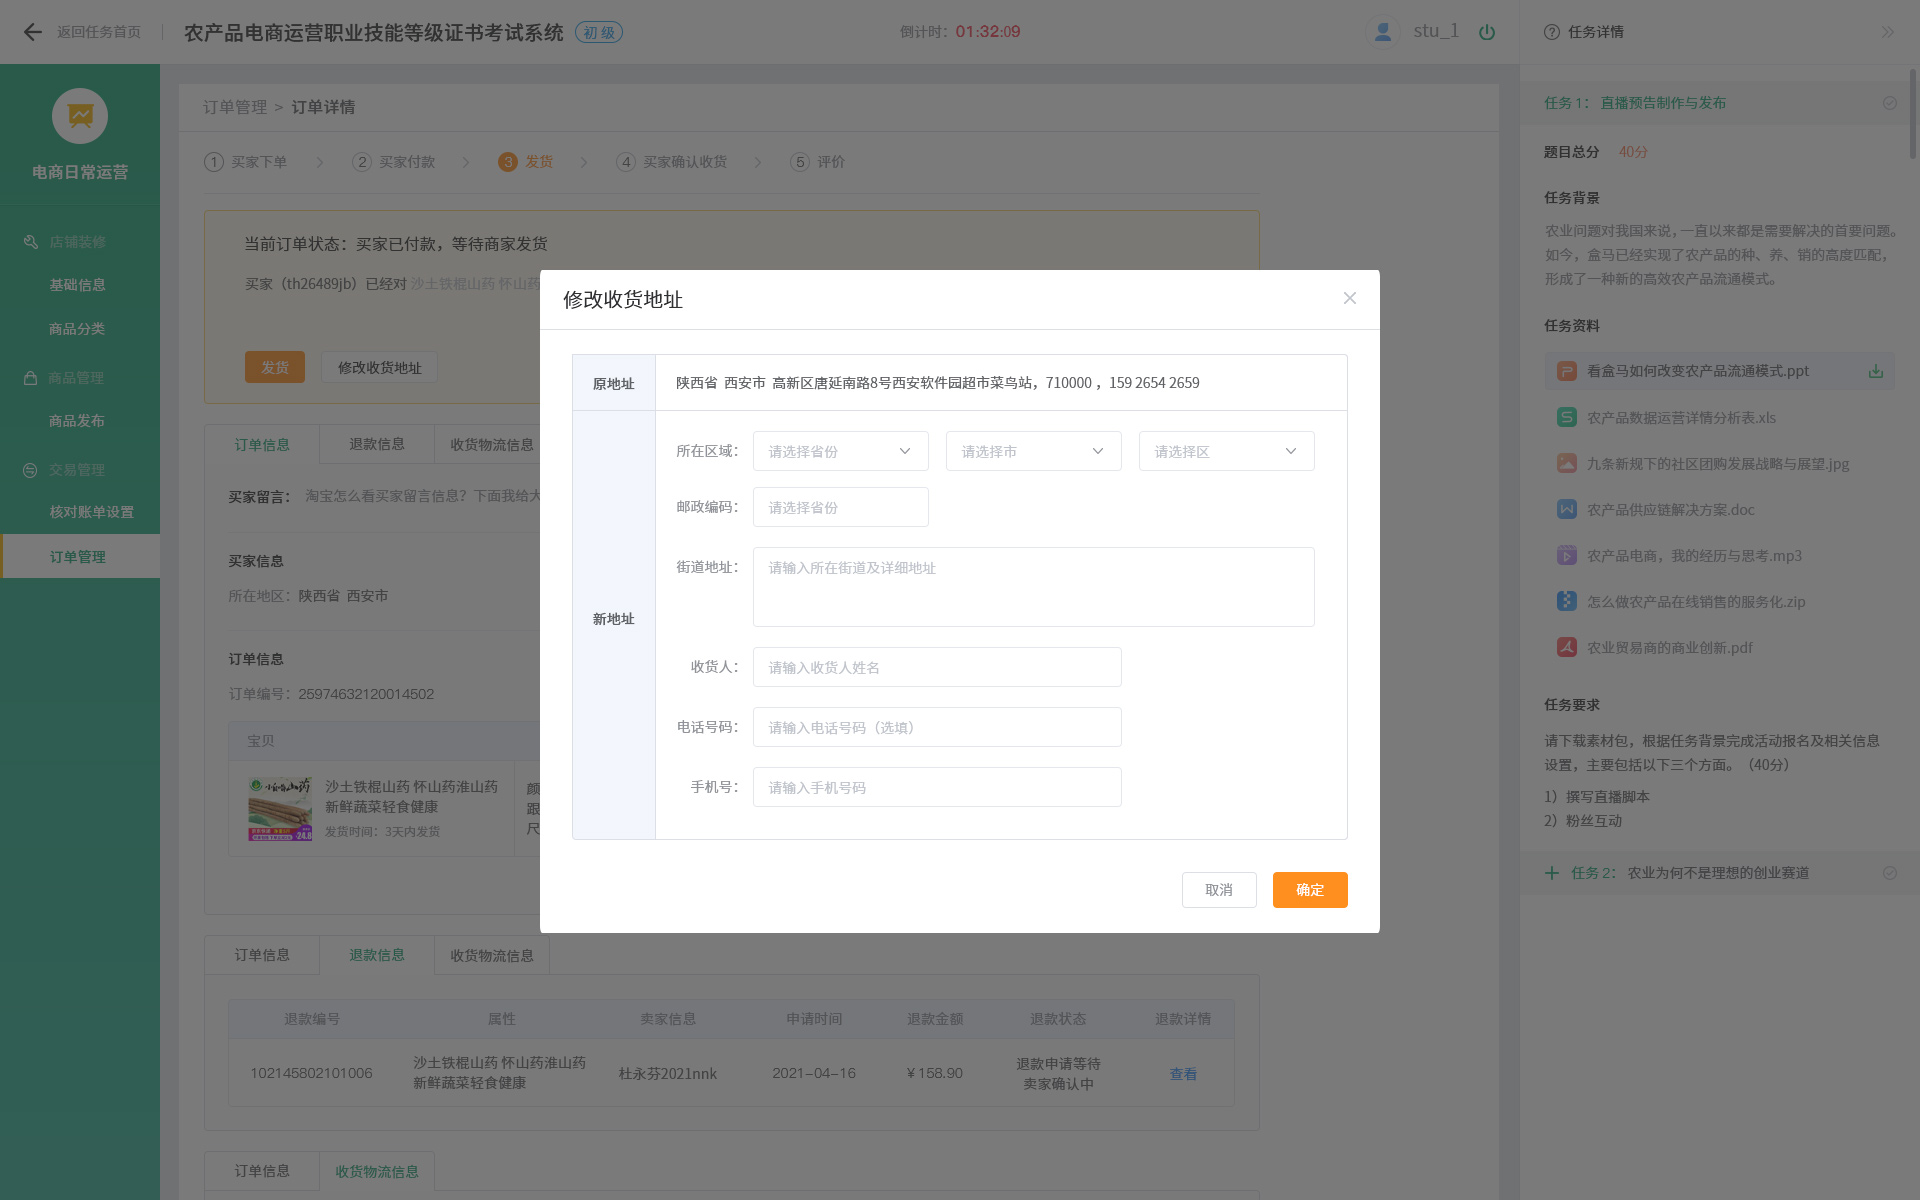 返回任务首页
农产品电商运营职业技能等级证书考试系统
初 级
倒计时：01:32:09
stu_1
任务详情
电商日常运营
店铺装修
基础信息
商品分类
商品管理
商品发布
交易管理
核对账单设置
订单管理
订单管理 > 订单详情
1 买家下单
2 买家付款
3 发货
4 买家确认收货
5 评价
当前订单状态：买家已付款，等待商家发货
买家（th26489jb）已经对 沙土铁棍山药 怀山药
发货
修改收货地址
订单信息
退款信息
收货物流信息
买家留言： 淘宝怎么看买家留言信息？下面我给大
买家信息
所在地区：陕西省 西安市
订单信息
订单编号：25974632120014502
宝贝
沙土铁棍山药 怀山药淮山药
新鲜蔬菜轻食健康
发货时间：3天内发货
颜
跟
尺
24.8
修改收货地址
原地址
陕西省 西安市 高新区唐延南路8号西安软件园超市菜鸟站，710000 ，159 2654 2659
新地址
所在区域：
请选择省份
请选择市
请选择区
邮政编码：
请选择省份
街道地址：
请输入所在街道及详细地址
收货人：
请输入收货人姓名
电话号码：
请输入电话号码（选填）
手机号：
请输入手机号码
取消
确定
订单信息
退款信息
收货物流信息
退款编号
属性
卖家信息
申请时间
退款金额
退款状态
退款详情
102145802101006
沙土铁棍山药 怀山药淮山药
新鲜蔬菜轻食健康
杜永芬2021nnk
2021-04-16
¥158.90
退款申请等待
卖家确认中
查看
订单信息
收货物流信息
任务 1： 直播预告制作与发布
题目总分 40分
任务背景
农业问题对我国来说，一直以来都是需要解决的首要问题。
如今，盒马已经实现了农产品的种、养、销的高度匹配，
形成了一种新的高效农产品流通模式。
任务资料
看盒马如何改变农产品流通模式.ppt
农产品数据运营详情分析表.xls
九条新规下的社区团购发展战略与展望.jpg
农产品供应链解决方案.doc
农产品电商，我的经历与思考.mp3
怎么做农产品在线销售的服务化.zip
农业贸易商的商业创新.pdf
任务要求
请下载素材包，根据任务背景完成活动报名及相关信息
设置，主要包括以下三个方面。（40分）
1）撰写直播脚本
2）粉丝互动
任务 2： 农业为何不是理想的创业赛道